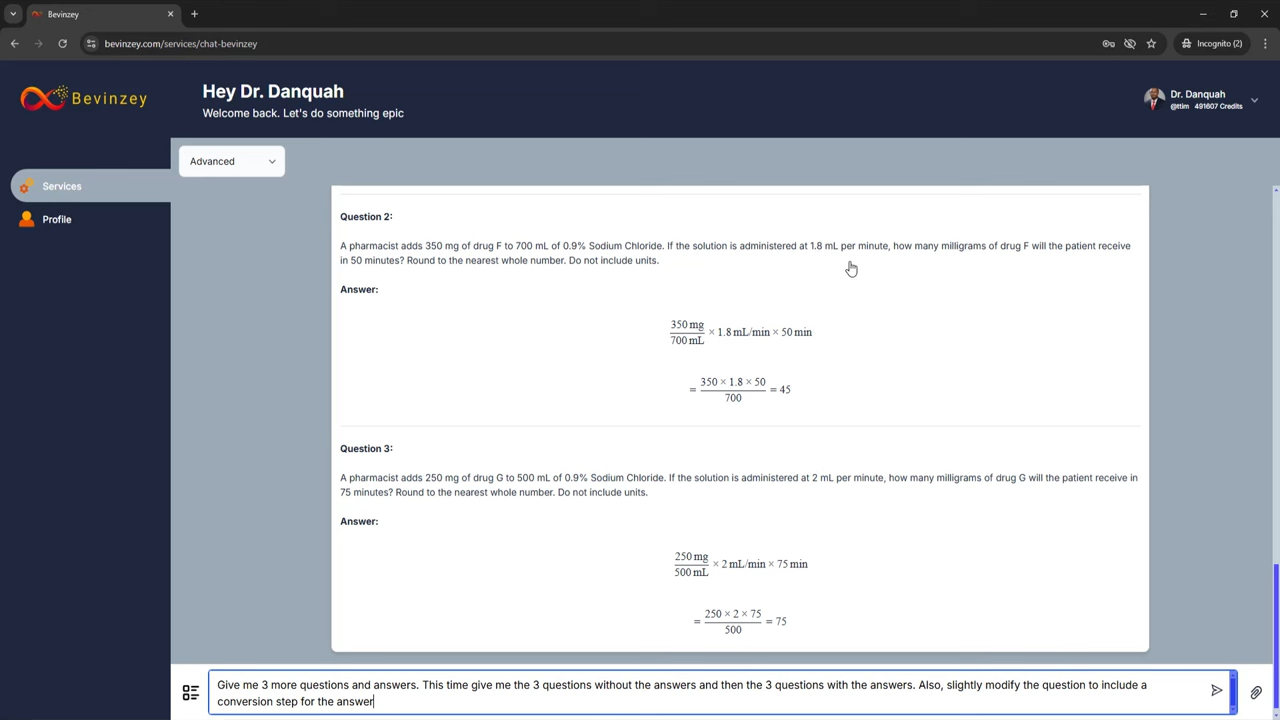 Bevinzey
bevinzey.com/services/chat-bevinzey
Incognito (2)
Bevinzey
Hey Dr. Danquah
Welcome back. Let's do something epic
Dr. Danquah
@ttim 491607 Credits
Services
Profile
Advanced
Question 2:
A pharmacist adds 350 mg of drug F to 700 mL of 0.9% Sodium Chloride. If the solution is administered at 1.8 mL per minute, how many milligrams of drug F will the patient receive
in 50 minutes? Round to the nearest whole number. Do not include units.
Answer:
350 mg
700 mL
× 1.8 mL/min × 50 min
= 350 × 1.8 × 50
700
= 45
Question 3:
A pharmacist adds 250 mg of drug G to 500 mL of 0.9% Sodium Chloride. If the solution is administered at 2 mL per minute, how many milligrams of drug G will the patient receive in
75 minutes? Round to the nearest whole number. Do not include units.
Answer:
250 mg
500 mL
× 2 mL/min × 75 min
= 250 × 2 × 75
500
= 75
Give me 3 more questions and answers. This time give me the 3 questions without the answers and then the 3 questions with the answers. Also, slightly modify the question to include a
conversion step for the answer